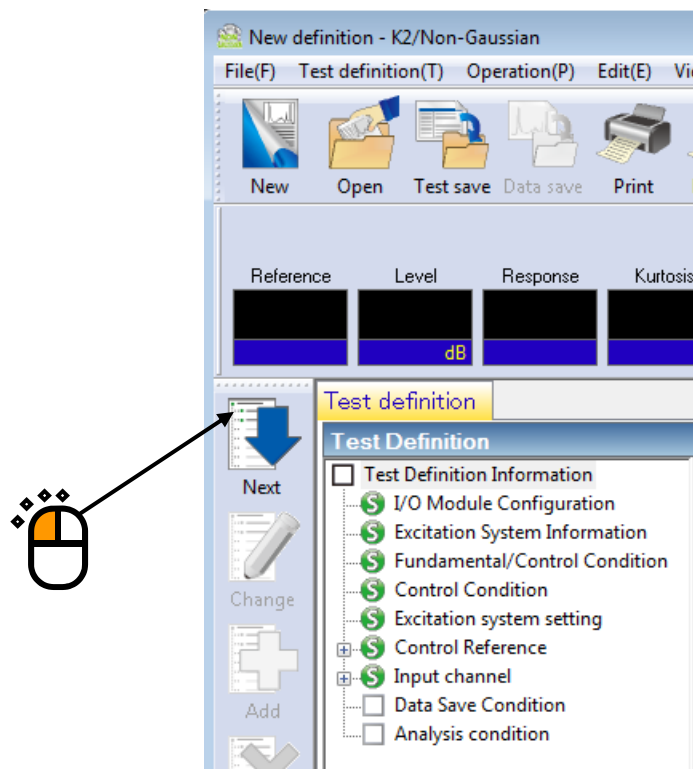 New definition - K2/Non-Gaussian
File(F) Test definition(T) Operation(P) Edit(E)
New Open Test save Data save Print
Reference Level Response Kurtosis
dB
Test definition
Test Definition
Next
Test Definition Information
S I/O Module Configuration
S Excitation System Information
S Fundamental/Control Condition
S Control Condition
S Excitation system setting
S Control Reference
S Input channel
Data Save Condition
Analysis condition
Change
Add